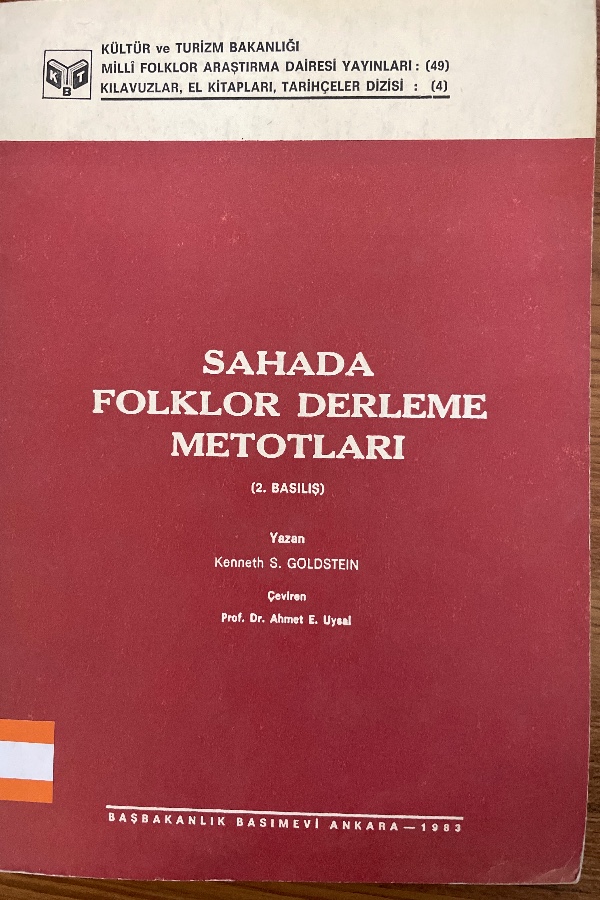 KÜLTÜR ve TURİZM BAKANLIĞI
MİLLÎ FOLKLOR ARAŞTIRMA DAİRESİ YAYINLARI : (49)
KILAVUZLAR, EL KİTAPLARI, TARİHÇELER DİZİSİ : (4)
K B T
SAHADA
FOLKLOR DERLEME
METOTLARI
(2. BASILIŞ)
Yazan
Kenneth S. GOLDSTEIN
Çeviren
Prof. Dr. Ahmet E. Uysal
BAŞBAKANLIK BASIMEVİ ANKARA — 1983